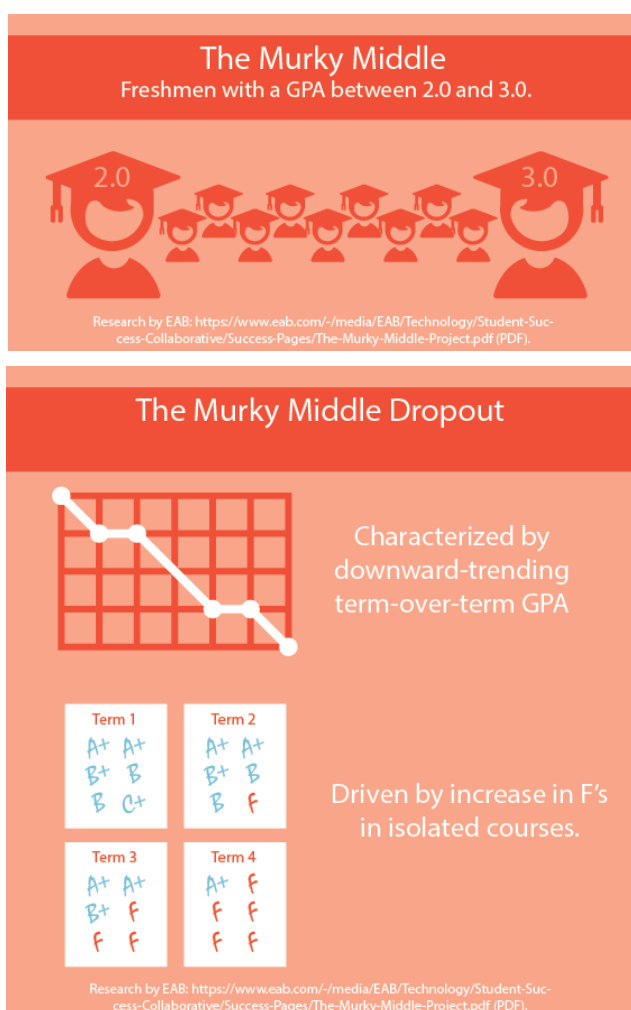 The Murky Middle
Freshmen with a GPA between 2.0 and 3.0.
2.0
3.0
Research by EAB: https://www.eab.com/-/media/EAB/Technology/Student-Suc-
cess-Collaborative/Success-Pages/The-Murky-Middle-Project.pdf (PDF).
The Murky Middle Dropout
Characterized by
downward-trending
term-over-term GPA
Term 1
A+ A+
B+ B
B C+
Term 2
A+ A+
B+ B
B F
Term 3
A+ A+
B+ F
F F
Term 4
A+ F
F F
F F
Driven by increase in F's
in isolated courses.
Research by EAB: https://www.eab.com/-/media/EAB/Technology/Student-Suc-
cess-Collaborative/Success-Pages/The-Murky-Middle-Project.pdf (PDF).